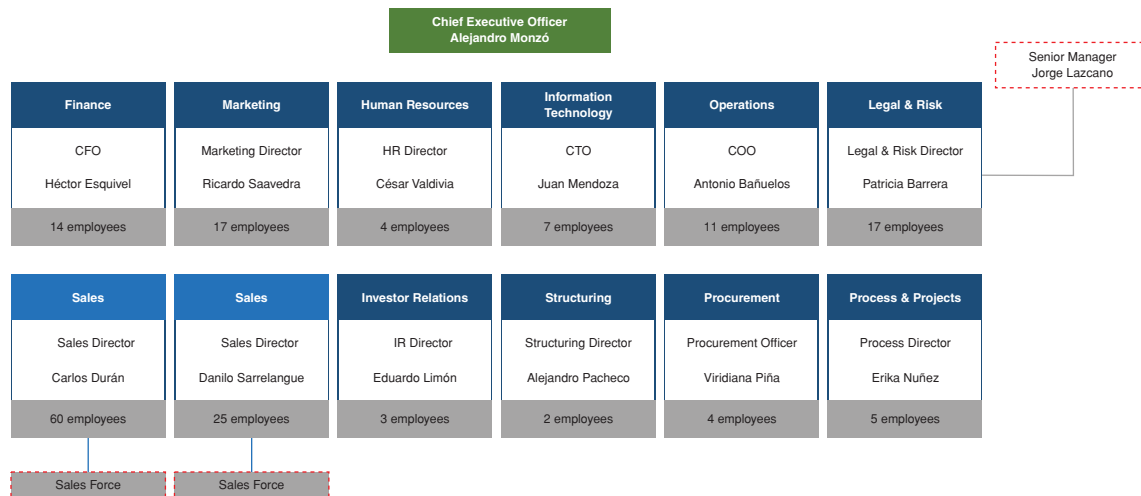 Chief Executive Officer
Alejandro Monzó
Senior Manager
Jorge Lazcano
Finance
CFO
Héctor Esquivel
14 employees
Marketing
Marketing Director
Ricardo Saavedra
17 employees
Human Resources
HR Director
César Valdivia
4 employees
Information
Technology
CTO
Juan Mendoza
7 employees
Operations
COO
Antonio Bañuelos
11 employees
Legal & Risk
Legal & Risk Director
Patricia Barrera
17 employees
Sales
Sales Director
Carlos Durán
60 employees
Sales Force
Sales
Sales Director
Danilo Sarrelangue
25 employees
Sales Force
Investor Relations
IR Director
Eduardo Limón
3 employees
Structuring
Structuring Director
Alejandro Pacheco
2 employees
Procurement
Procurement Officer
Viridiana Piña
4 employees
Process & Projects
Process Director
Erika Nuñez
5 employees